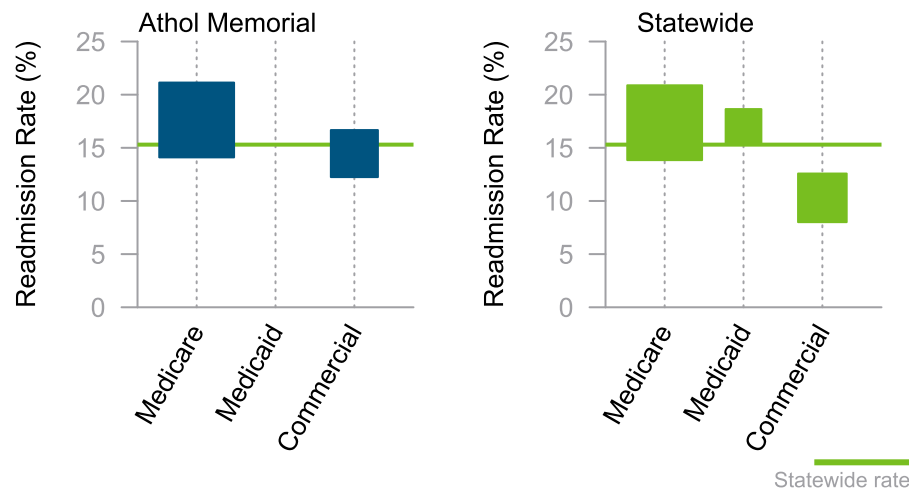 Athol Memorial
Readmission Rate (%)
25
20
15
10
5
0
Medicare
Medicaid
Commercial
Statewide
Readmission Rate (%)
25
20
15
10
5
0
Medicare
Medicaid
Commercial
Statewide rate